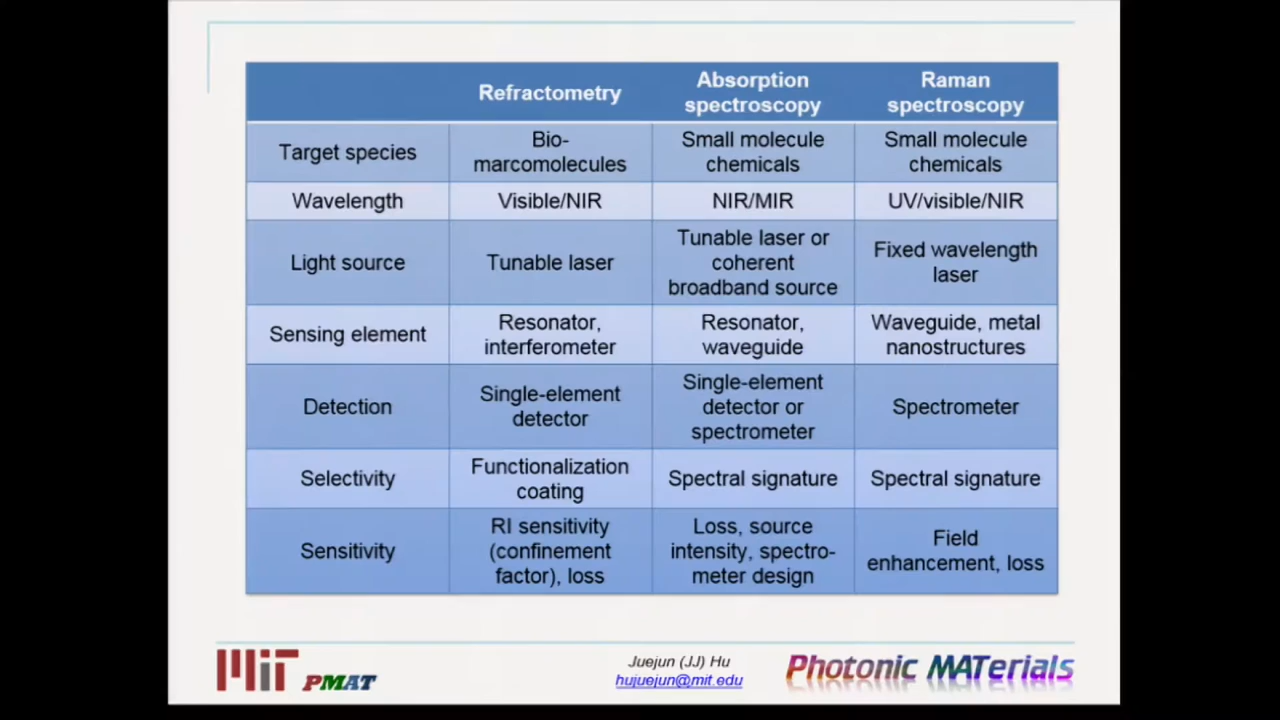 Refractometry
Absorption
spectroscopy
Raman
spectroscopy
Target species
Bio-
marcomolecules
Small molecule
chemicals
Small molecule
chemicals
Wavelength
Visible/NIR
NIR/MIR
UV/visible/NIR
Light source
Tunable laser
Tunable laser or
coherent
broadband source
Fixed wavelength
laser
Sensing element
Resonator,
interferometer
Resonator,
waveguide
Waveguide, metal
nanostructures
Detection
Single-element
detector
Single-element
detector or
spectrometer
Spectrometer
Selectivity
Functionalization
coating
Spectral signature
Spectral signature
Sensitivity
RI sensitivity
(confinement
factor), loss
Loss, source
intensity, spectro-
meter design
Field
enhancement, loss
MIT PMAT
Juejun (JJ) Hu
hujuejun@mit.edu
Photonic MATerials